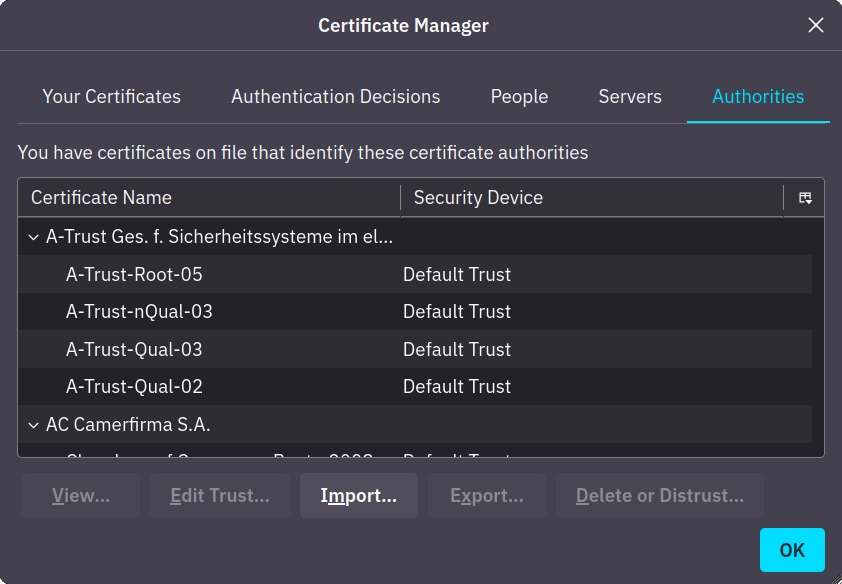 Certificate Manager
Your Certificates Authentication Decisions People Servers Authorities
You have certificates on file that identify these certificate authorities
Certificate Name Security Device
A-Trust Ges. f. Sicherheitssysteme im el...
A-Trust-Root-05 Default Trust
A-Trust-nQual-03 Default Trust
A-Trust-Qual-03 Default Trust
A-Trust-Qual-02 Default Trust
AC Camerfirma S.A.
View... Edit Trust... Import... Export... Delete or Distrust...
OK